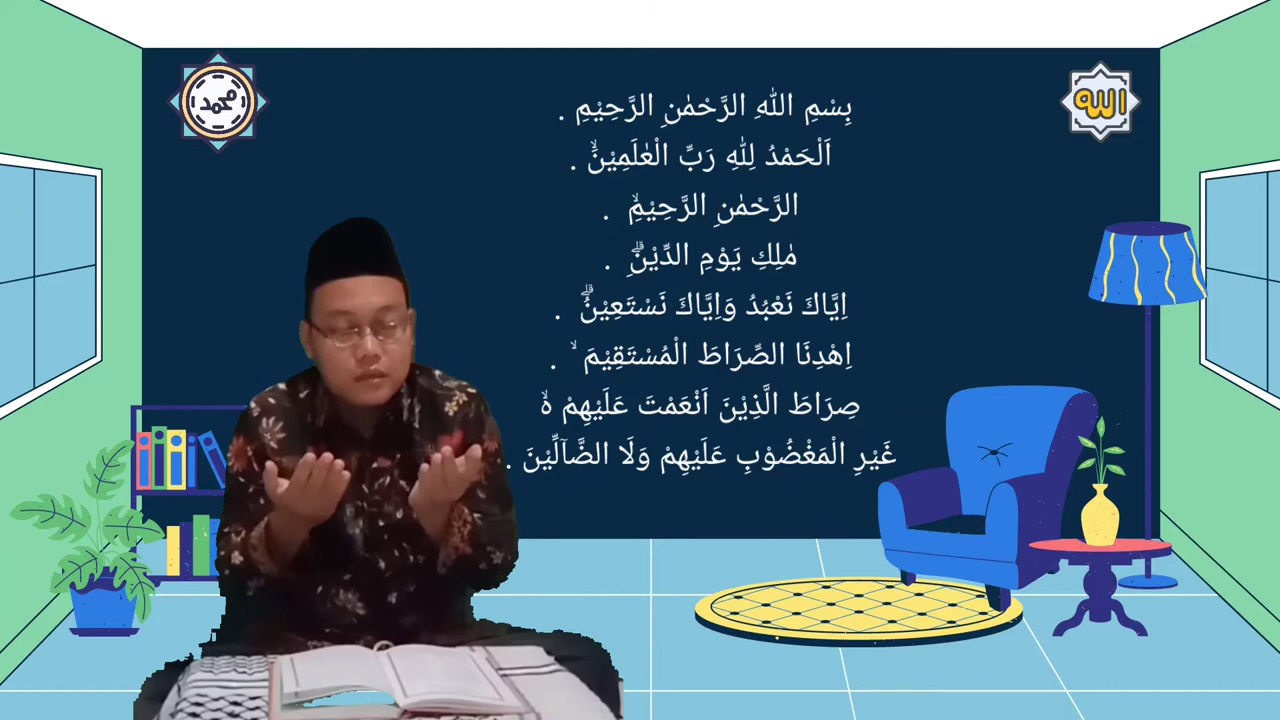 محمد
الله
بِسْمِ اللّٰهِ الرَّحْمٰنِ الرَّحِيْمِ .
اَلْحَمْدُ لِلّٰهِ رَبِّ الْعٰلَمِيْنَۙ .
الرَّحْمٰنِ الرَّحِيْمِۙ .
مٰلِكِ يَوْمِ الدِّيْنِۗ .
اِيَّاكَ نَعْبُدُ وَاِيَّاكَ نَسْتَعِيْنُۗ .
اِهْدِنَا الصِّرَاطَ الْمُسْتَقِيْمَ ۙ .
صِرَاطَ الَّذِيْنَ اَنْعَمْتَ عَلَيْهِمْ ەۙ
غَيْرِ الْمَغْضُوْبِ عَلَيْهِمْ وَلَا الضَّاۤلِّيْنَ .